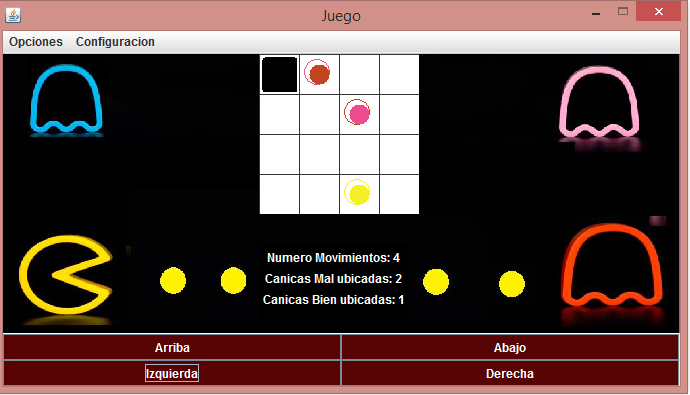 Juego
Opciones Configuracion
Numero Movimientos: 4
Canicas Mal ubicadas: 2
Canicas Bien ubicadas: 1
Arriba Abajo
Izquierda Derecha